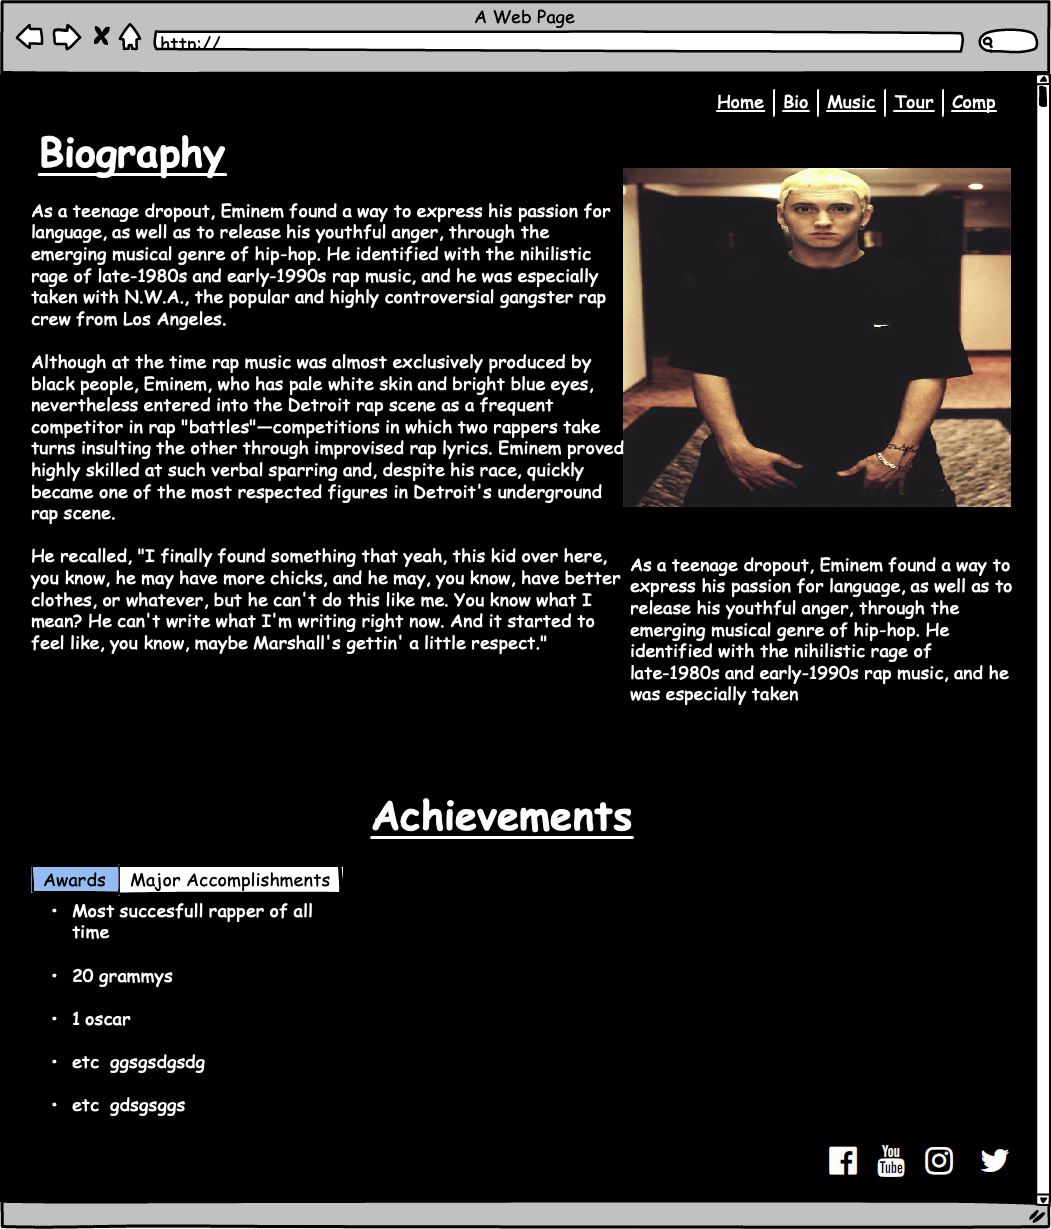 A Web Page
http://
Home Bio Music Tour Comp
Biography
As a teenage dropout, Eminem found a way to express his passion for
language, as well as to release his youthful anger, through the
emerging musical genre of hip-hop. He identified with the nihilistic
rage of late-1980s and early-1990s rap music, and he was especially
taken with N.W.A., the popular and highly controversial gangster rap
crew from Los Angeles.
Although at the time rap music was almost exclusively produced by
black people, Eminem, who has pale white skin and bright blue eyes,
nevertheless entered into the Detroit rap scene as a frequent
competitor in rap "battles"—competitions in which two rappers take
turns insulting the other through improvised rap lyrics. Eminem proved
highly skilled at such verbal sparring and, despite his race, quickly
became one of the most respected figures in Detroit's underground
rap scene.
He recalled, "I finally found something that yeah, this kid over here,
you know, he may have more chicks, and he may, you know, have better
clothes, or whatever, but he can't do this like me. You know what I
mean? He can't write what I'm writing right now. And it started to
feel like, you know, maybe Marshall's gettin' a little respect."
As a teenage dropout, Eminem found a way to
express his passion for language, as well as to
release his youthful anger, through the
emerging musical genre of hip-hop. He
identified with the nihilistic rage of
late-1980s and early-1990s rap music, and he
was especially taken
Achievements
Awards Major Accomplishments
• Most succesfull rapper of all
time
• 20 grammys
• 1 oscar
• etc ggsgsdgsdg
• etc gdsgsggs
You
Tube